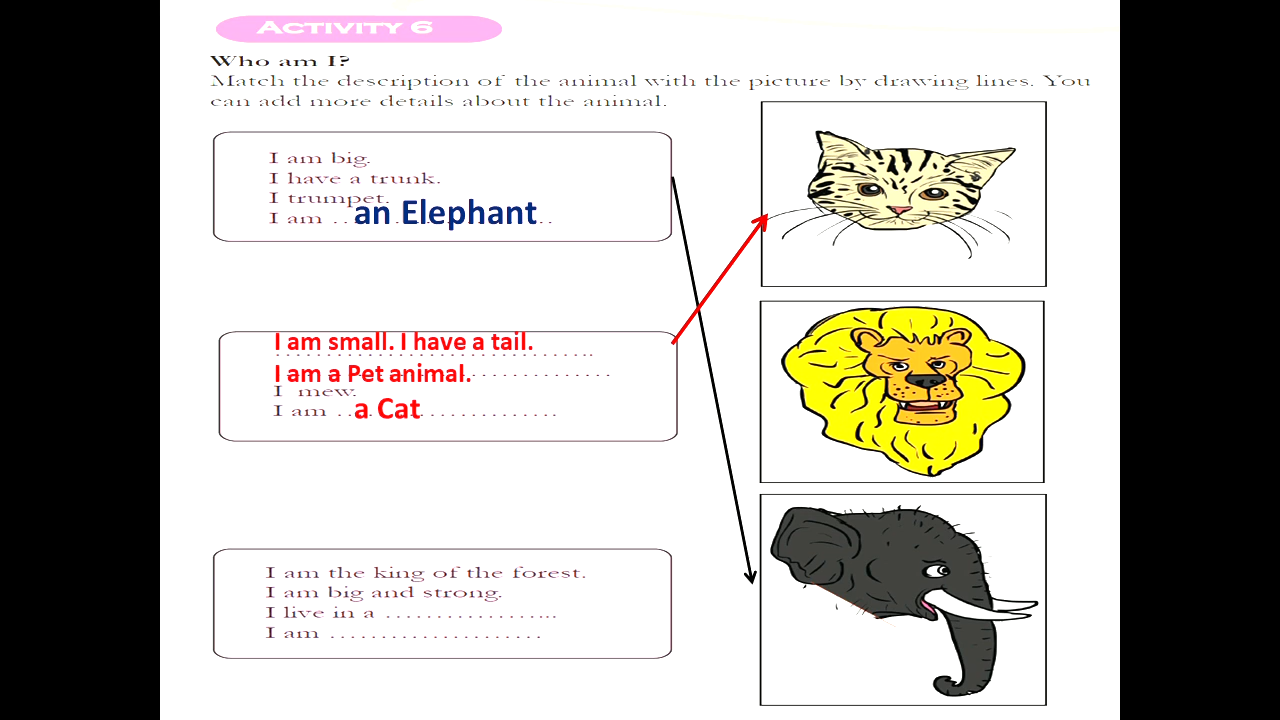 ACTIVITY 6
Who am I?
Match the description of the animal with the picture by drawing lines. You
can add more details about the animal.
I am big.
I have a trunk.
I trumpet.
I am ... an Elephant ..
I am small. I have a tail.
I am a Pet animal.
I mew.
I am .. a Cat ..............
I am the king of the forest.
I am big and strong.
I live in a ...................
I am .....................